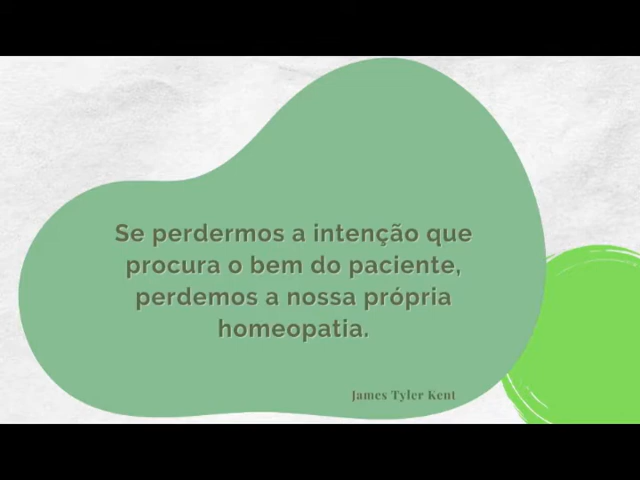 Se perdermos a intenção que
procura o bem do paciente,
perdemos a nossa própria
homeopatia.
James Tyler Kent